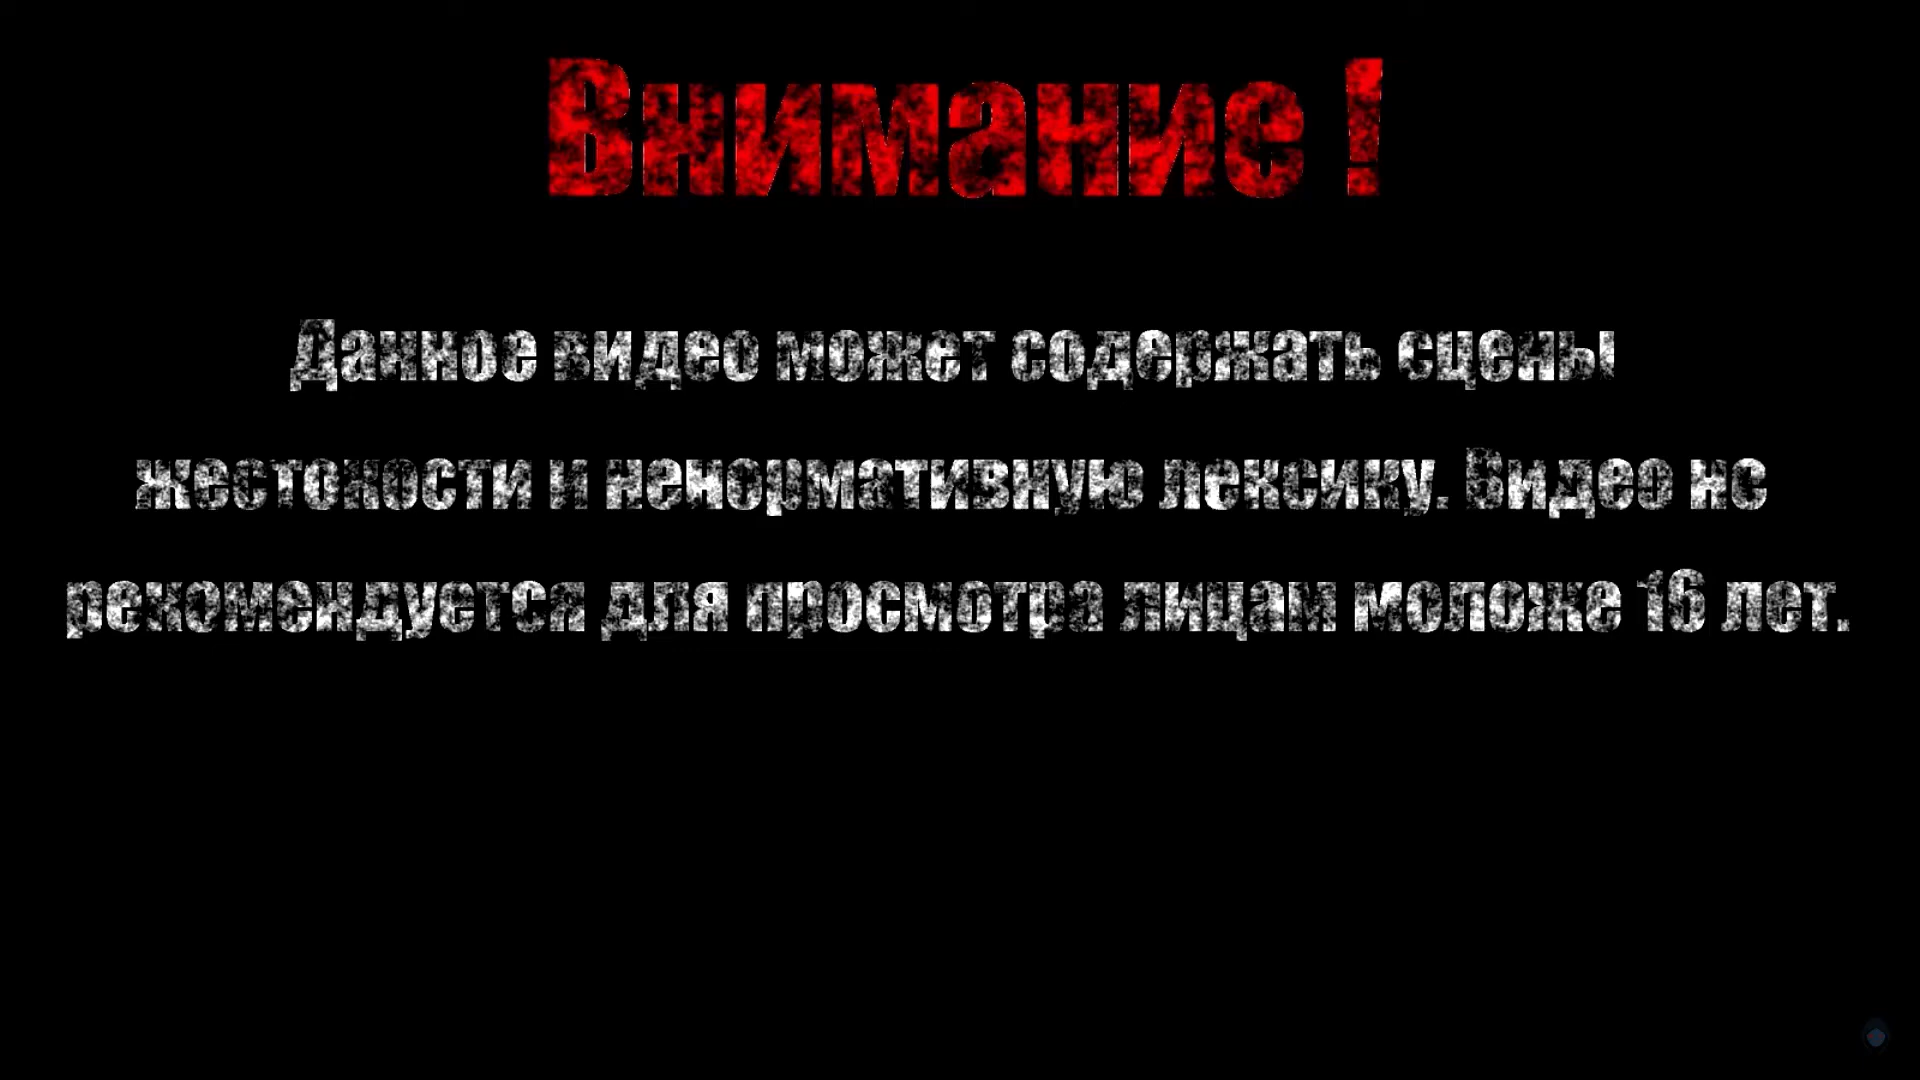 Внимание !
Данное видео может содержать сцены
жестокости и ненормативную лексику. Видео не
рекомендуется для просмотра лицам моложе 16 лет.